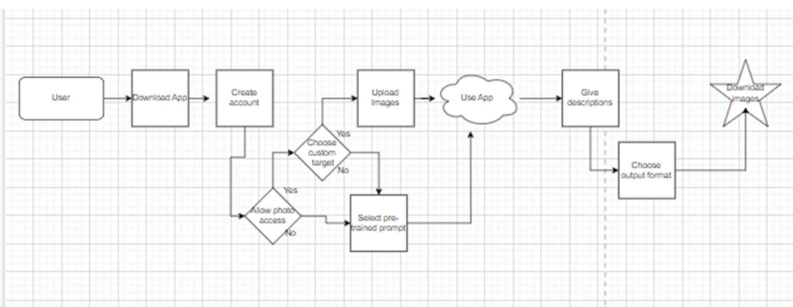 User
Download App
Create
account
Upload
Images
Use App
Give
descriptions
Download
images
Choose
output format
Yes
Choose
custom
target
No
Yes
Allow photo
access
No
Select pre-
trained prompt